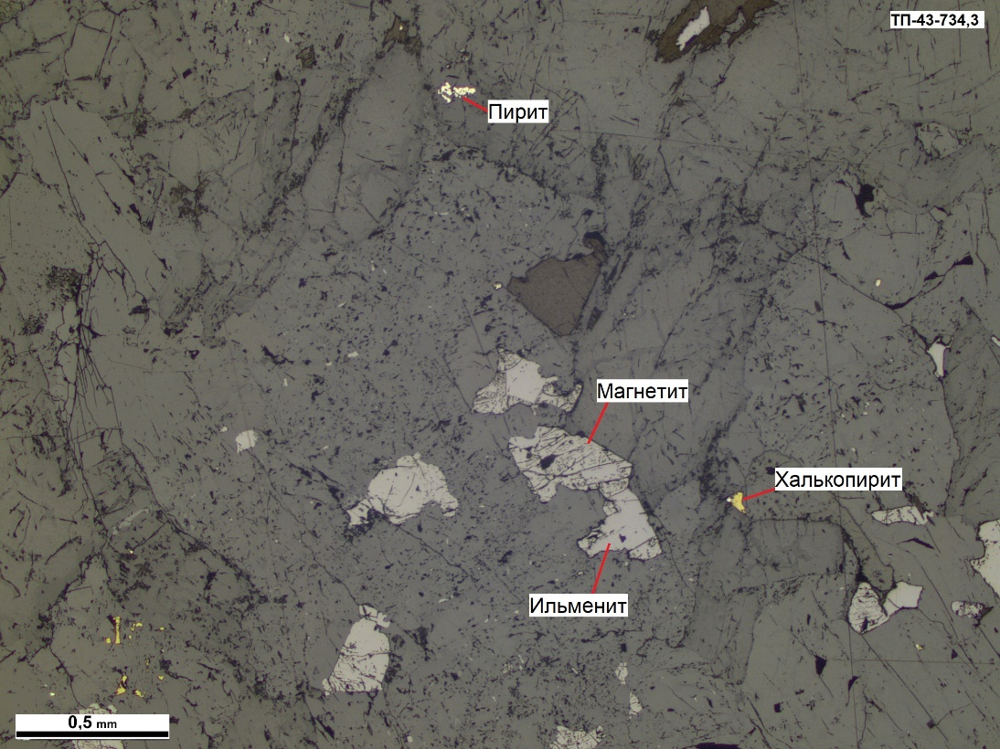 ТП-43-734,3
Пирит
Магнетит
Халькопирит
Ильменит
0,5 mm